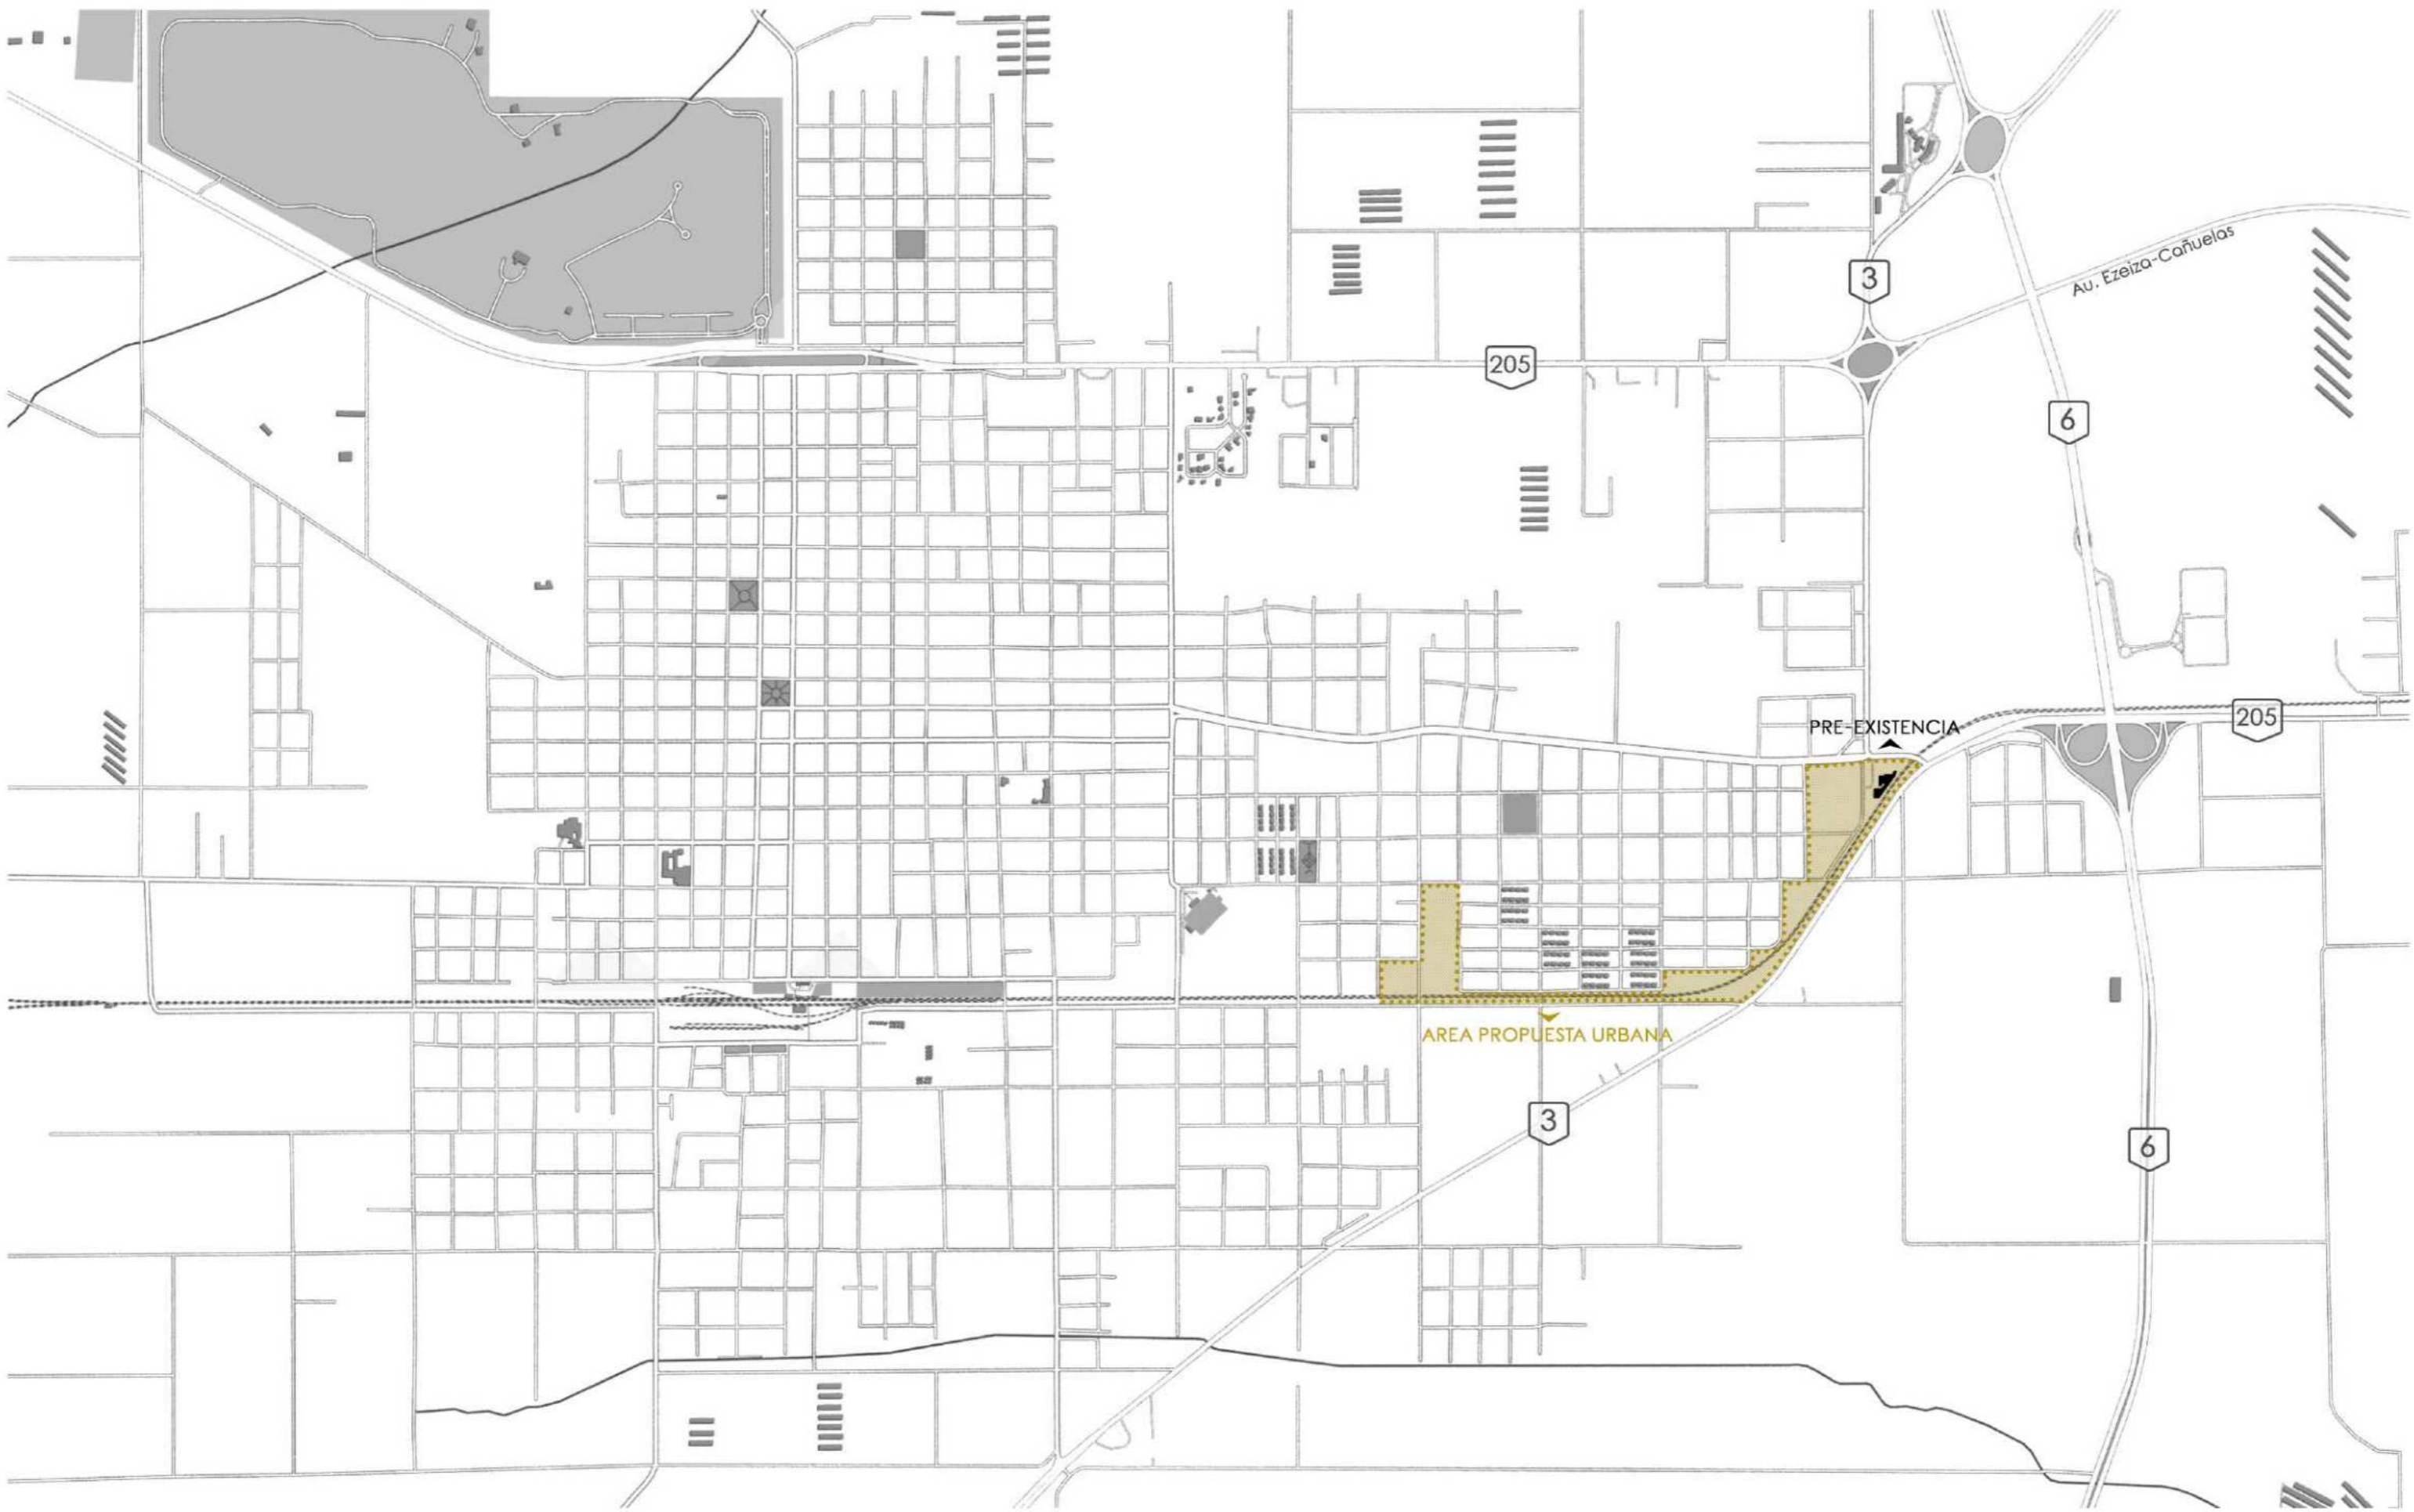 Au. Ezeiza-Cañuelas
3
205
6
205
PRE-EXISTENCIA
AREA PROPUESTA URBANA
3
6